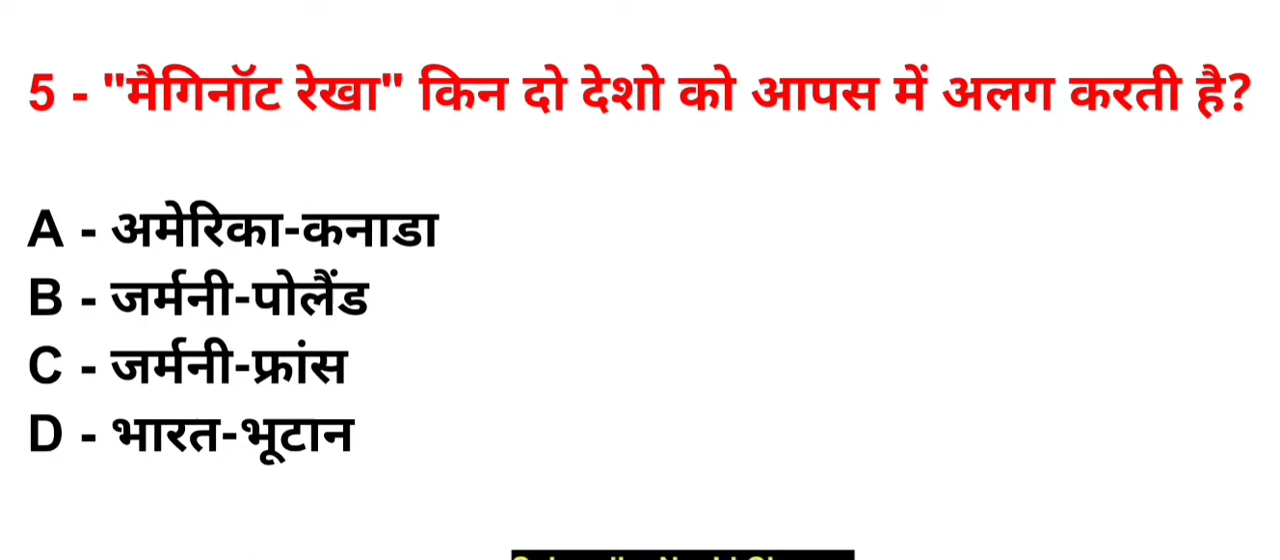 5 - "मैगिनॉट रेखा" किन दो देशो को आपस में अलग करती है?
A - अमेरिका-कनाडा
B - जर्मनी-पोलैंड
C - जर्मनी-फ्रांस
D - भारत-भूटान